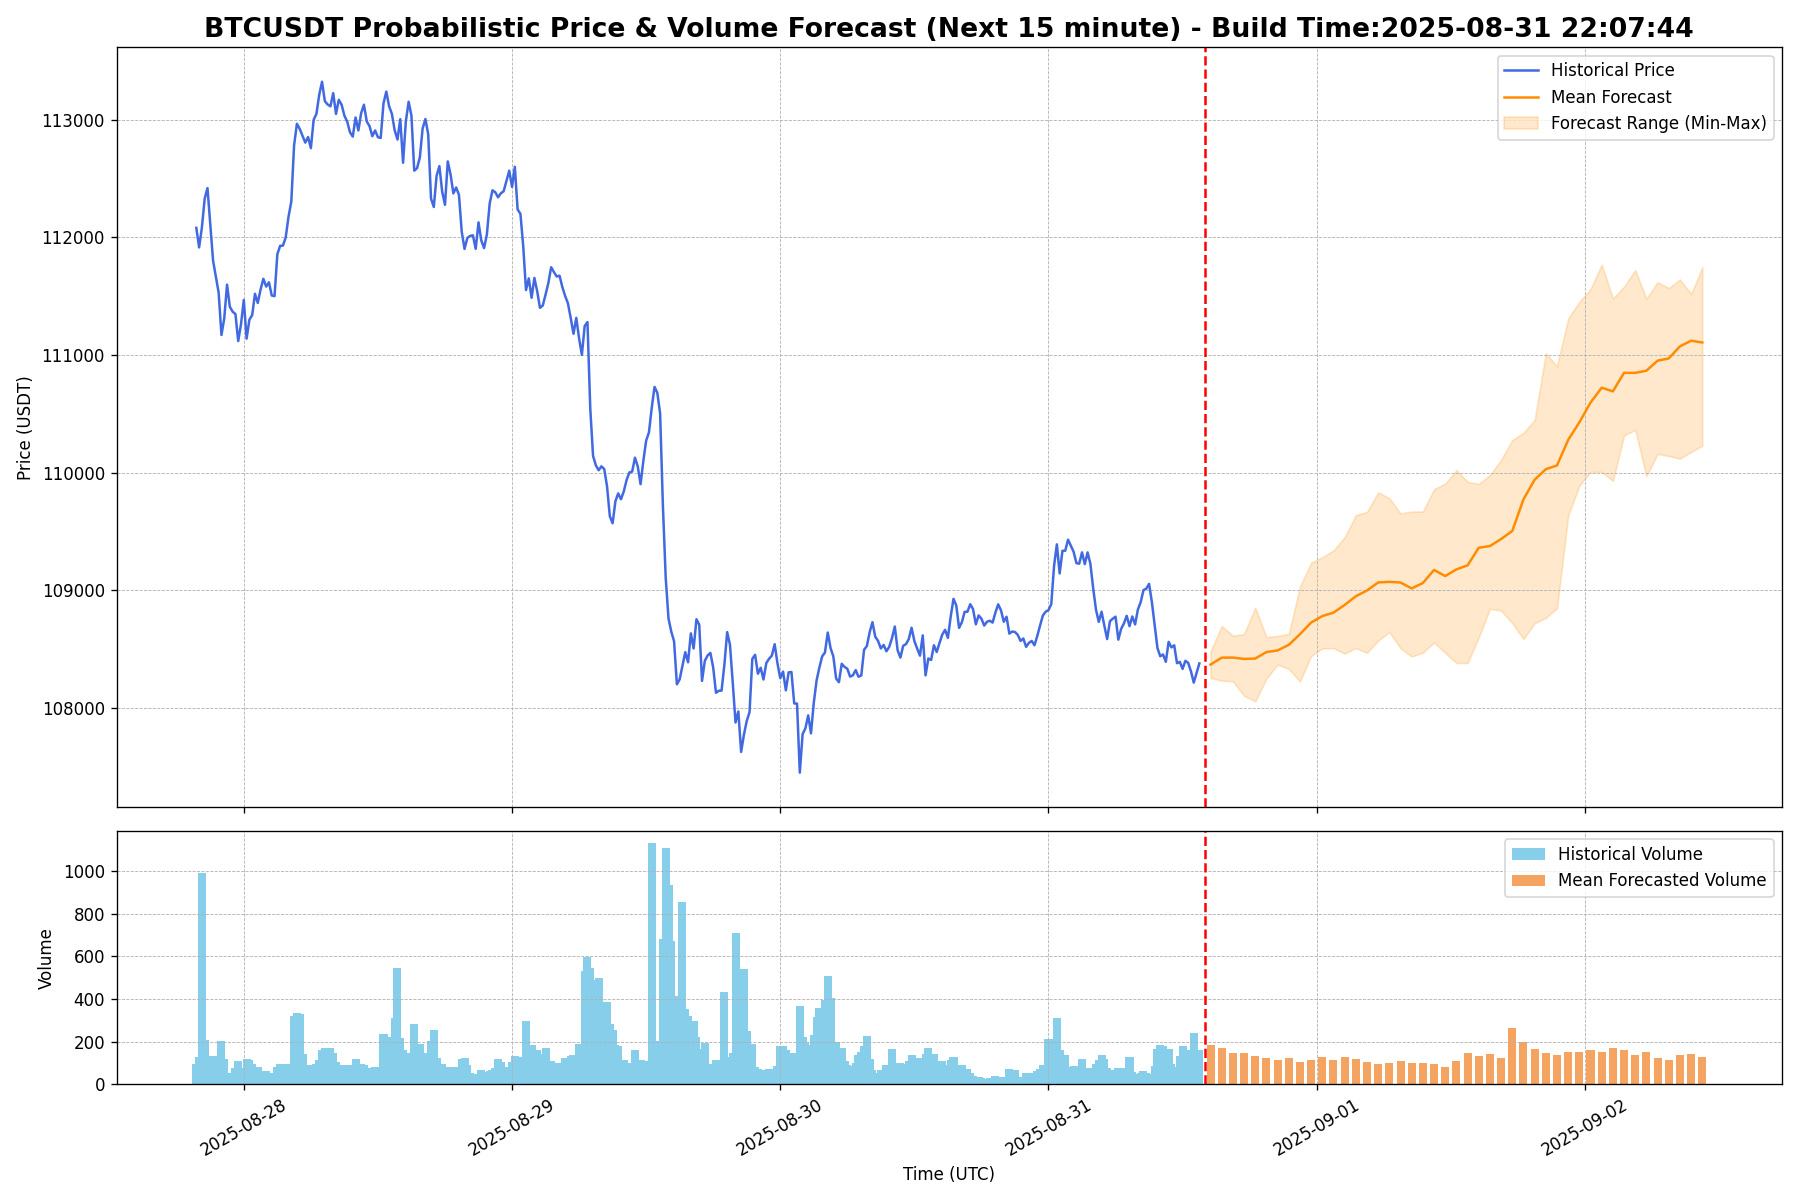 BTCUSDT Probabilistic Price & Volume Forecast (Next 15 minute) - Build Time:2025-08-31 22:07:44
Historical Price
Mean Forecast
Forecast Range (Min-Max)
113000
112000
111000
110000
109000
108000
Price (USDT)
Historical Volume
Mean Forecasted Volume
1000
800
600
400
200
0
Volume
2025-08-28
2025-08-29
2025-08-30
2025-08-31
2025-09-01
2025-09-02
Time (UTC)